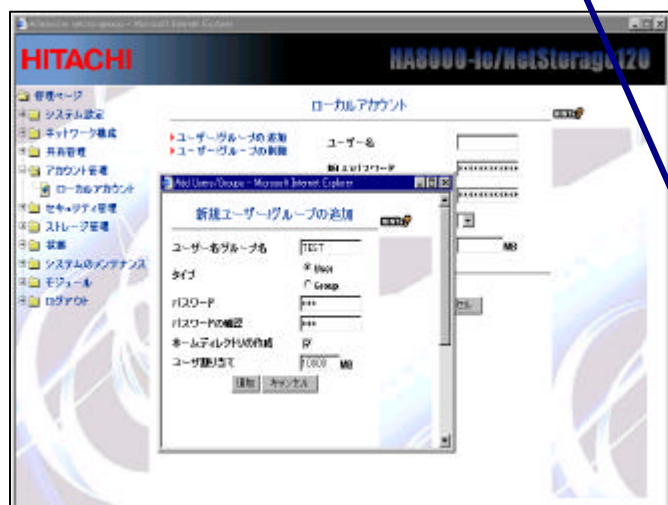 Microsoft Internet Explorer
HITACHI
HA8000-ie/NetStorage120
管理ページ
システム設定
ネットワーク構成
共有管理
アカウント管理
ローカルアカウント
セキュリティ管理
ストレージ管理
状態
システムのメンテナンス
モジュール
ログアウト
ローカルアカウント
HINTS
ユーザー/グループの追加
ユーザー/グループの削除
ユーザー名
MB
Add Users/Groups - Microsoft Internet Explorer
新規ユーザー/グループの追加
HINTS
ユーザー名グループ名
TEST
タイプ
User
Group
パスワード
***
パスワードの確認
***
ホームディレクトリの作成
ユーザ割り当て
10000 MB
追加
キャンセル